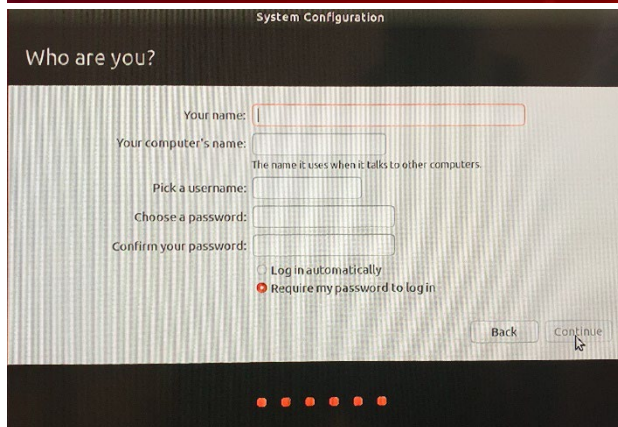 System Configuration
Who are you?
Your name:
Your computer's name:
The name it uses when it talks to other computers.
Pick a username:
Choose a password:
Confirm your password:
Log in automatically
Require my password to log in
Back Continue